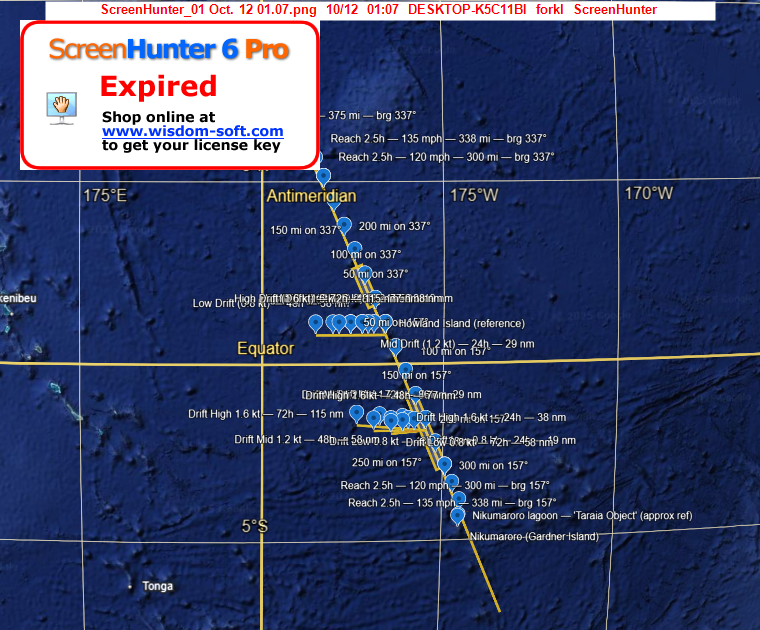 ScreenHunter_01 Oct. 12 01.07.png 10/12 01:07 DESKTOP-K5C11BI forkl ScreenHunter
ScreenHunter 6 Pro
Expired
Shop online at
www.wisdom-soft.com
to get your license key
375 mi — brg 337°
Reach 2.5h — 135 mph — 338 mi — brg 337°
Reach 2.5h — 120 mph — 300 mi — brg 337°
175°E
Antimeridian
175°W
170°W
200 mi on 337°
150 mi on 337°
100 mi on 337°
50 mi on 337°
Howland Island (reference)
50 mi on 157°
Mid Drift (1.2 kt) — 24h — 29 nm
Equator
100 mi on 157°
150 mi on 157°
Drift High 1.6 kt — 72h — 115 nm
Drift High 1.6 kt — 24h — 38 nm
Drift Mid 1.2 kt — 48h — 58 nm
250 mi on 157°
300 mi on 157°
Reach 2.5h — 120 mph — 300 mi — brg 157°
Reach 2.5h — 135 mph — 338 mi — brg 157°
Nikumaroro lagoon — 'Taraia Object' (approx ref)
5°S
Nikumaroro (Gardner Island)
Tonga